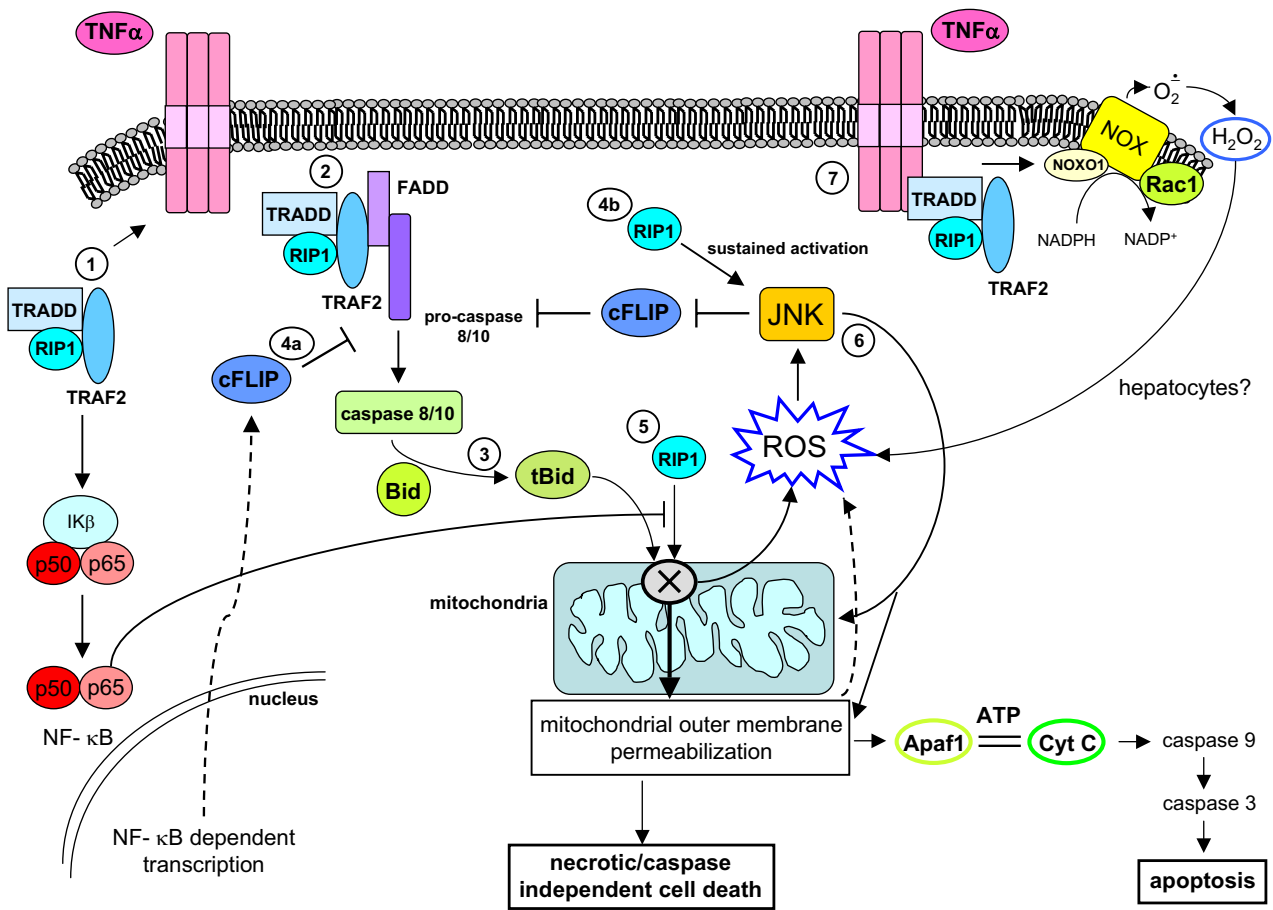 TNFα
TNFα
O₂∸
H₂O₂
NOX
NOXO1
Rac1
NADPH
NADP⁺
2
FADD
TRADD
RIP1
TRAF2
7
TRADD
RIP1
TRAF2
4b
RIP1
sustained activation
1
TRADD
RIP1
TRAF2
4a
cFLIP
pro-caspase
8/10
cFLIP
JNK
6
hepatocytes?
caspase 8/10
3
Bid
tBid
5
RIP1
ROS
IKβ
p50
p65
mitochondria
p50
p65
NF- κB
nucleus
NF- κB dependent
transcription
mitochondrial outer membrane
permeabilization
Apaf1
ATP
Cyt C
caspase 9
caspase 3
apoptosis
necrotic/caspase
independent cell death